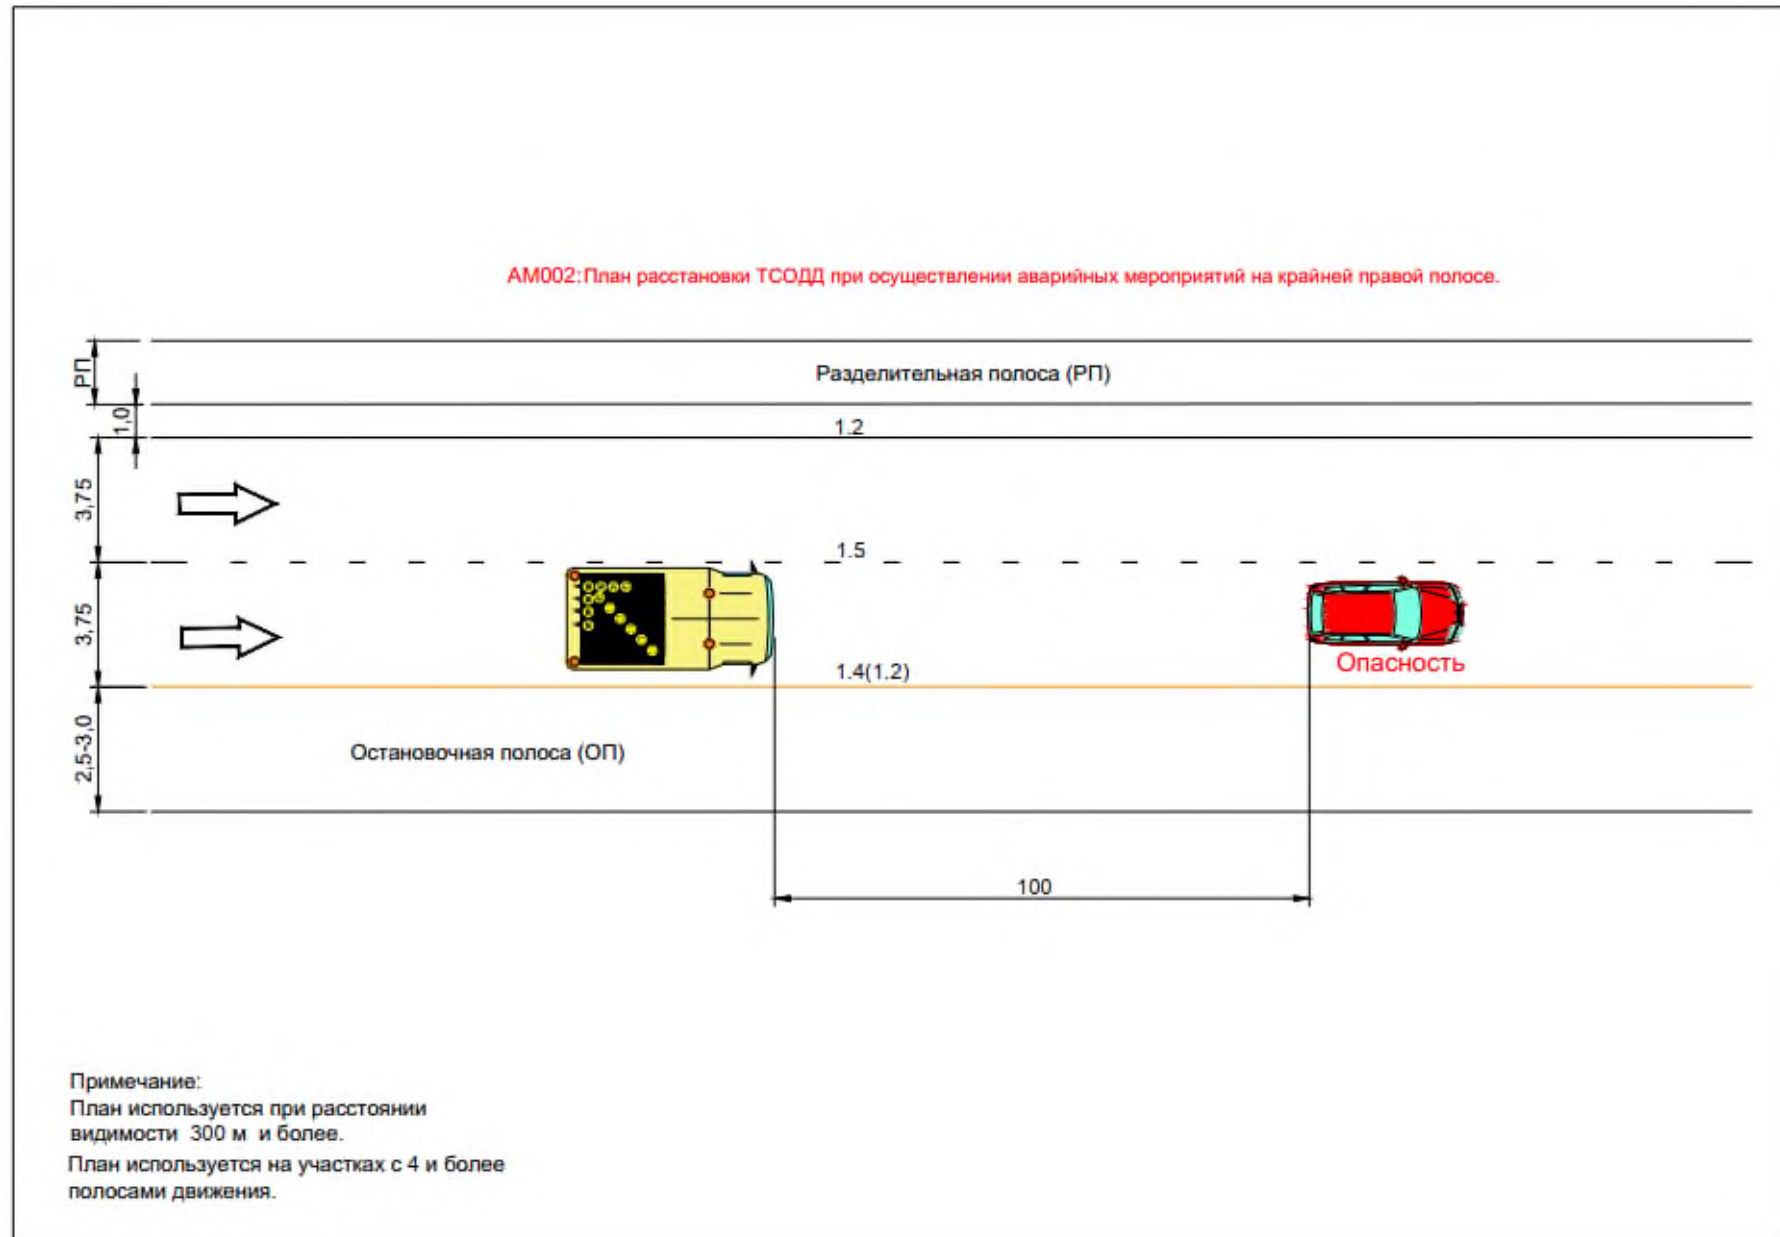 АМ002:План расстановки ТСОДД при осуществлении аварийных мероприятий на крайней правой полосе.
РП
Разделительная полоса (РП)
1,0
1.2
3,75
1.5
3,75
Опасность
1.4(1.2)
2,5-3,0
Остановочная полоса (ОП)
100
Примечание:
План используется при расстоянии
видимости 300 м и более.
План используется на участках с 4 и более
полосами движения.